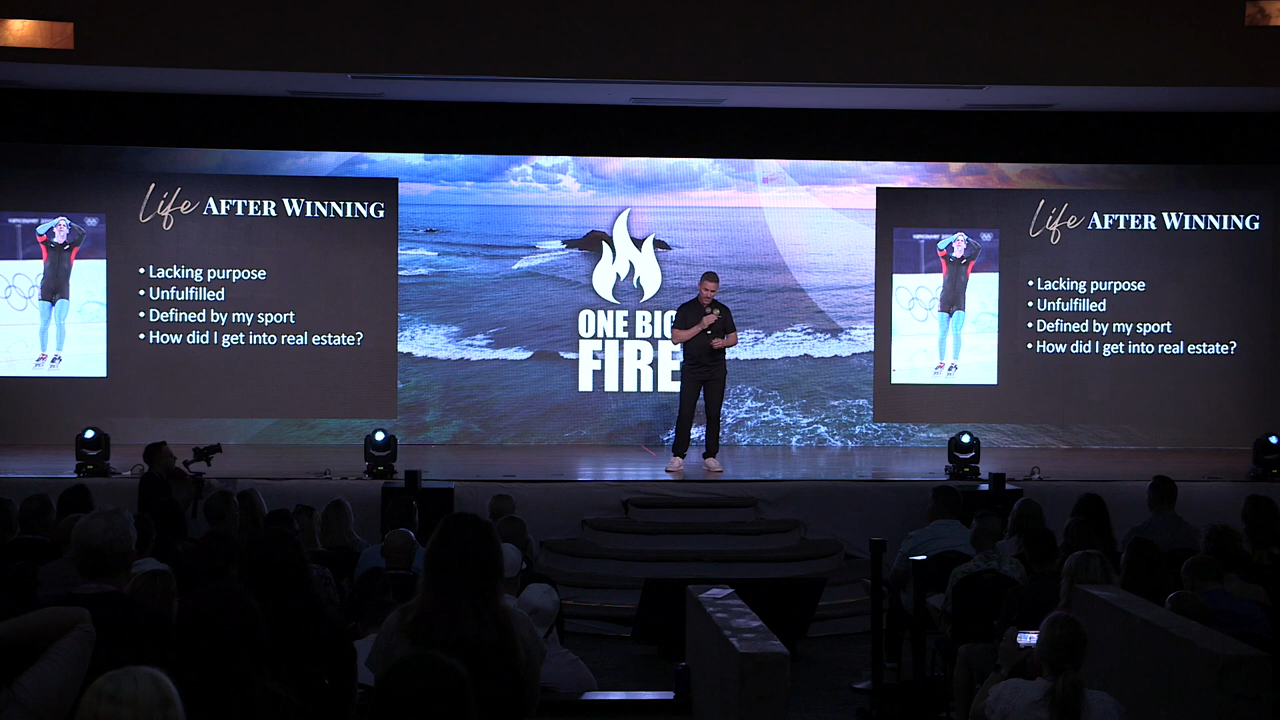 Life AFTER WINNING
• Lacking purpose
• Unfulfilled
• Defined by my sport
• How did I get into real estate?
ONE BIG
FIRE
Life AFTER WINNING
• Lacking purpose
• Unfulfilled
• Defined by my sport
• How did I get into real estate?